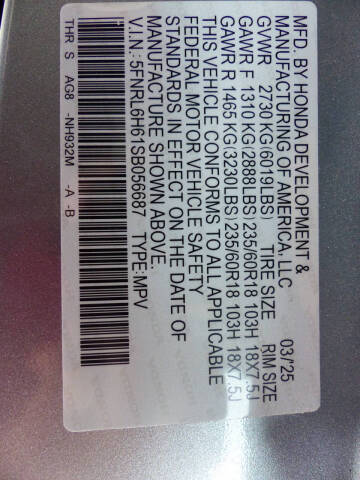 MFD. BY HONDA DEVELOPMENT &
MANUFACTURING OF AMERICA, LLC 03/'25
GVWR 2730 KG(6019LBS) TIRE SIZE RIM SIZE
GAWR F 1310 KG(2888LBS) 235/60R18 103H 18X7.5J
GAWR R 1465 KG(3230LBS) 235/60R18 103H 18X7.5J
THIS VEHICLE CONFORMS TO ALL APPLICABLE
FEDERAL MOTOR VEHICLE SAFETY
STANDARDS IN EFFECT ON THE DATE OF
MANUFACTURE SHOWN ABOVE.
V.I.N.: 5FNRL6H61SB056687 TYPE:MPV
THR S AG8 -NH932M -A -B